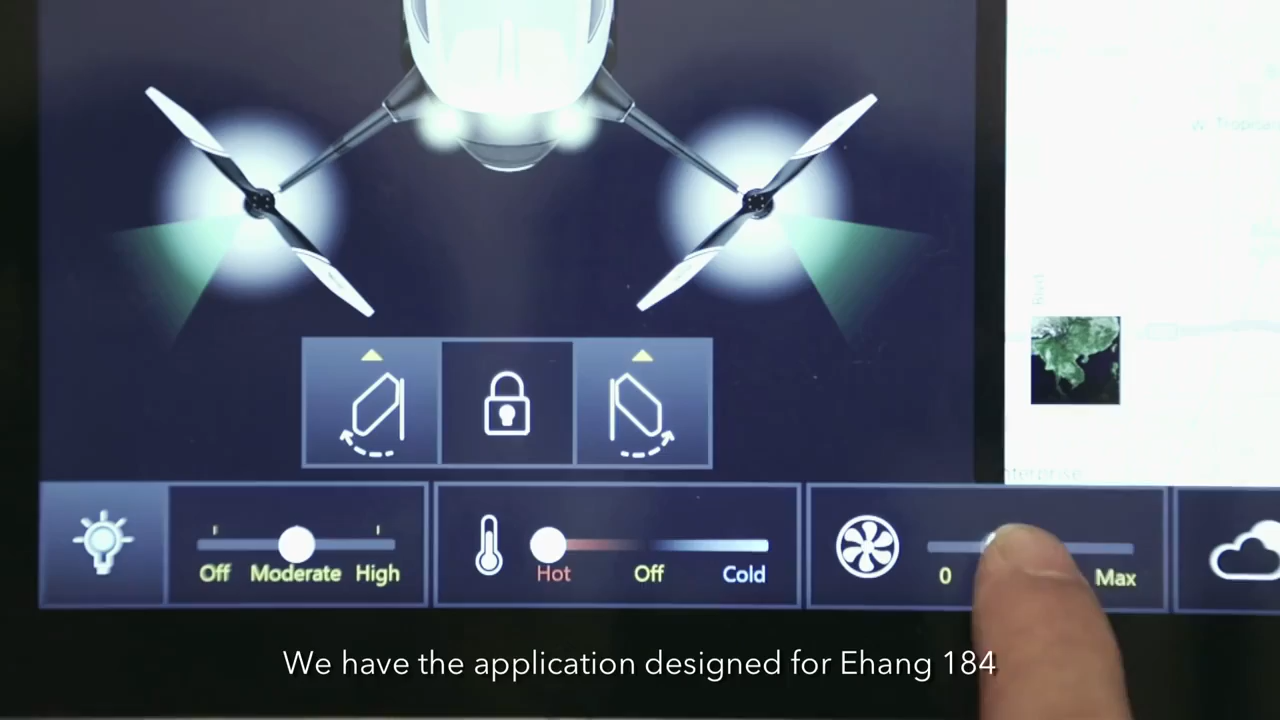 Off Moderate High
Hot Off Cold
0 Max
We have the application designed for Ehang 184